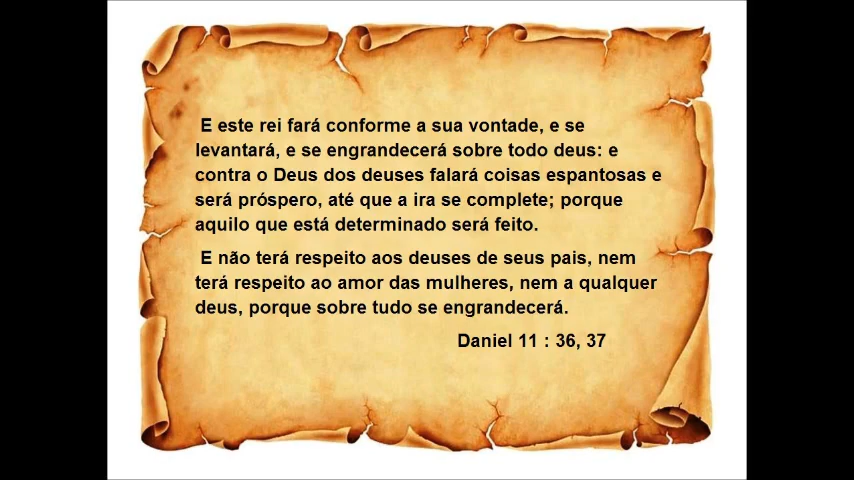 E este rei fará conforme a sua vontade, e se
levantará, e se engrandecerá sobre todo deus: e
contra o Deus dos deuses falará coisas espantosas e
será próspero, até que a ira se complete; porque
aquilo que está determinado será feito.
E não terá respeito aos deuses de seus pais, nem
terá respeito ao amor das mulheres, nem a qualquer
deus, porque sobre tudo se engrandecerá.
Daniel 11 : 36, 37